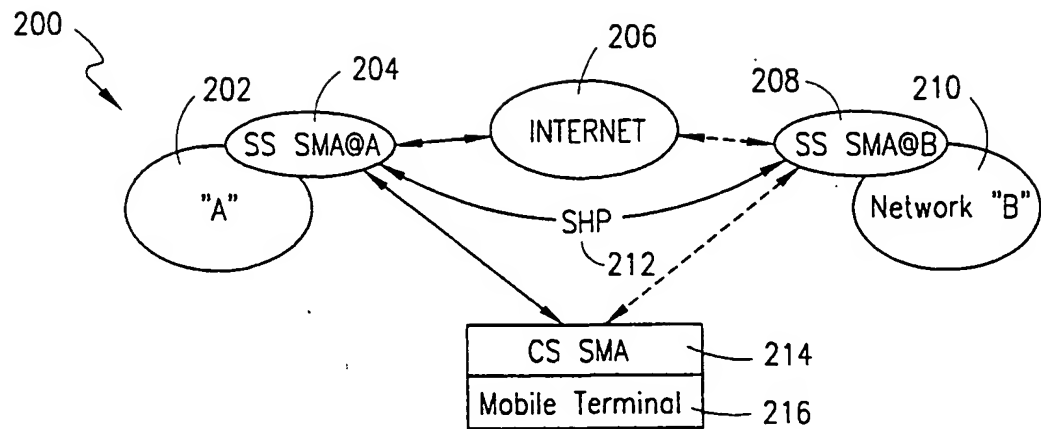 200
202
204
206
208
210
SS SMA@A
INTERNET
SS SMA@B
"A"
Network "B"
SHP
212
CS SMA
214
Mobile Terminal
216